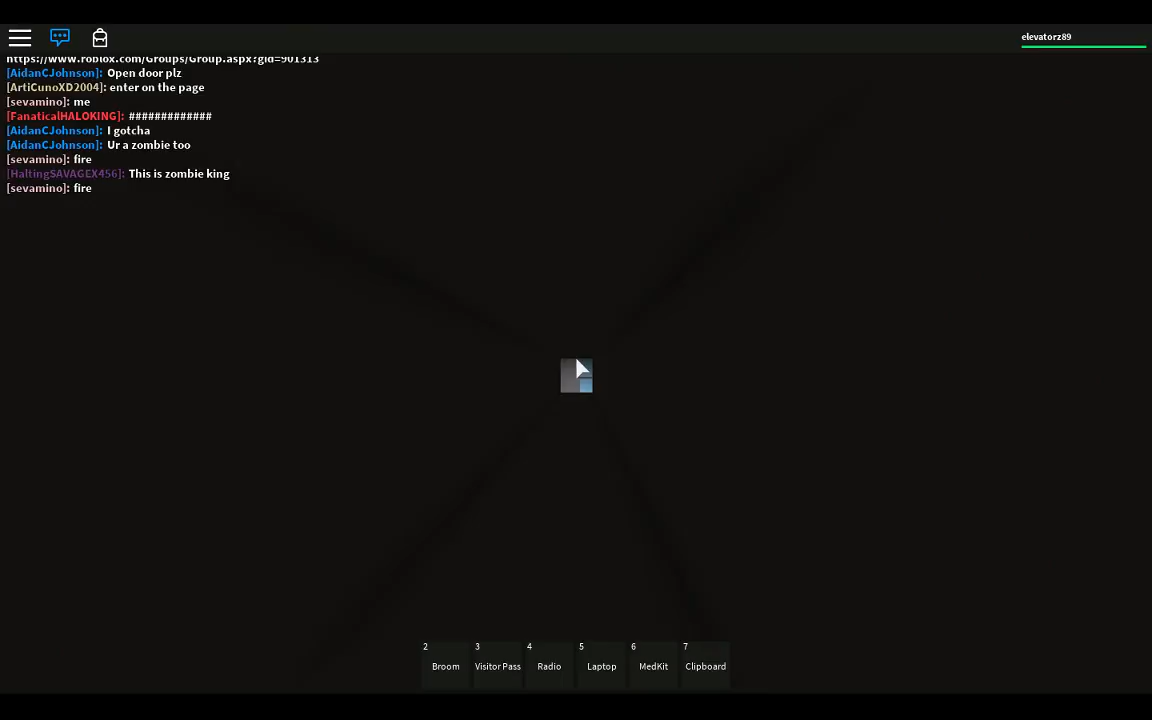 elevatorz89
https://www.roblox.com/Groups/Group.aspx?gid=901313
[AidanCJohnson]: Open door plz
[ArtiCunoXD2004]: enter on the page
[sevamino]: me
[FanaticalHALOKING]: #############
[AidanCJohnson]: I gotcha
[AidanCJohnson]: Ur a zombie too
[sevamino]: fire
[HaltingSAVAGEX456]: This is zombie king
[sevamino]: fire
2 3 4 5 6 7
Broom Visitor Pass Radio Laptop MedKit Clipboard